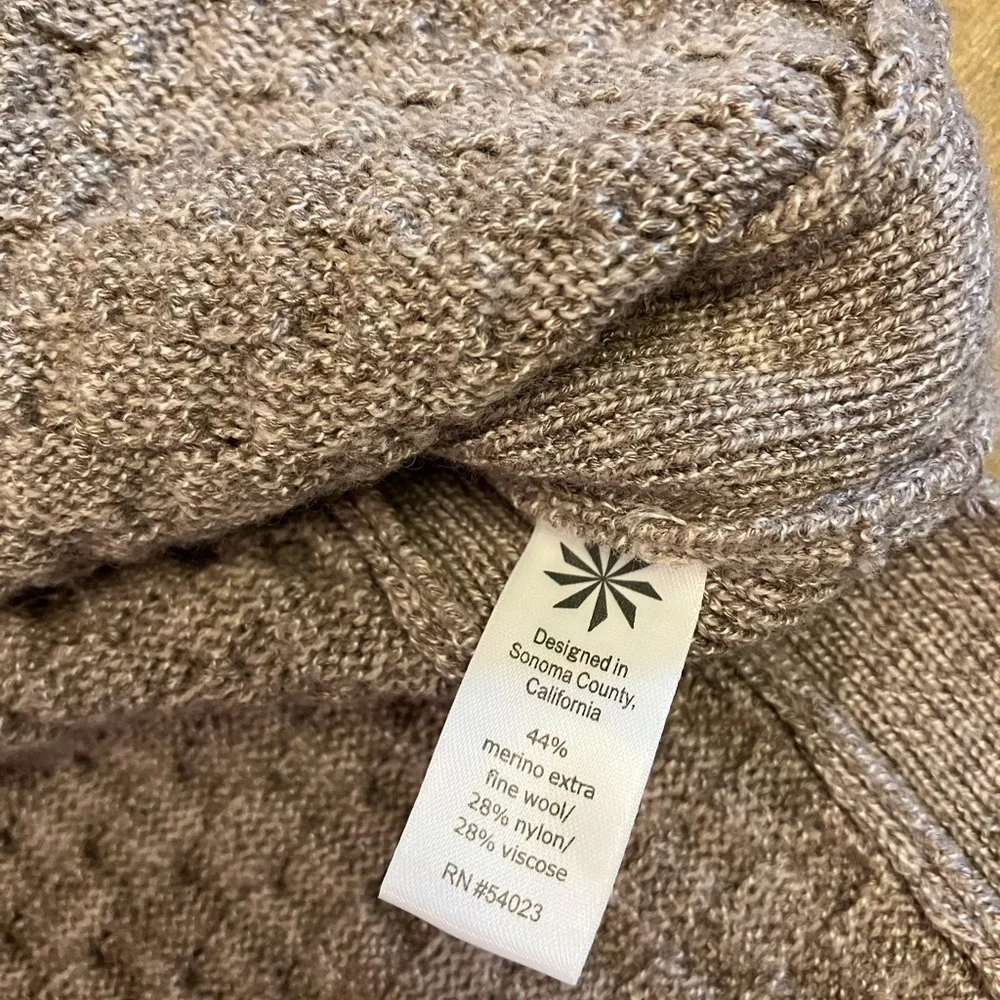 Designed in
Sonoma County,
California
44%
merino extra
fine wool/
28% nylon/
28% viscose
RN #54023